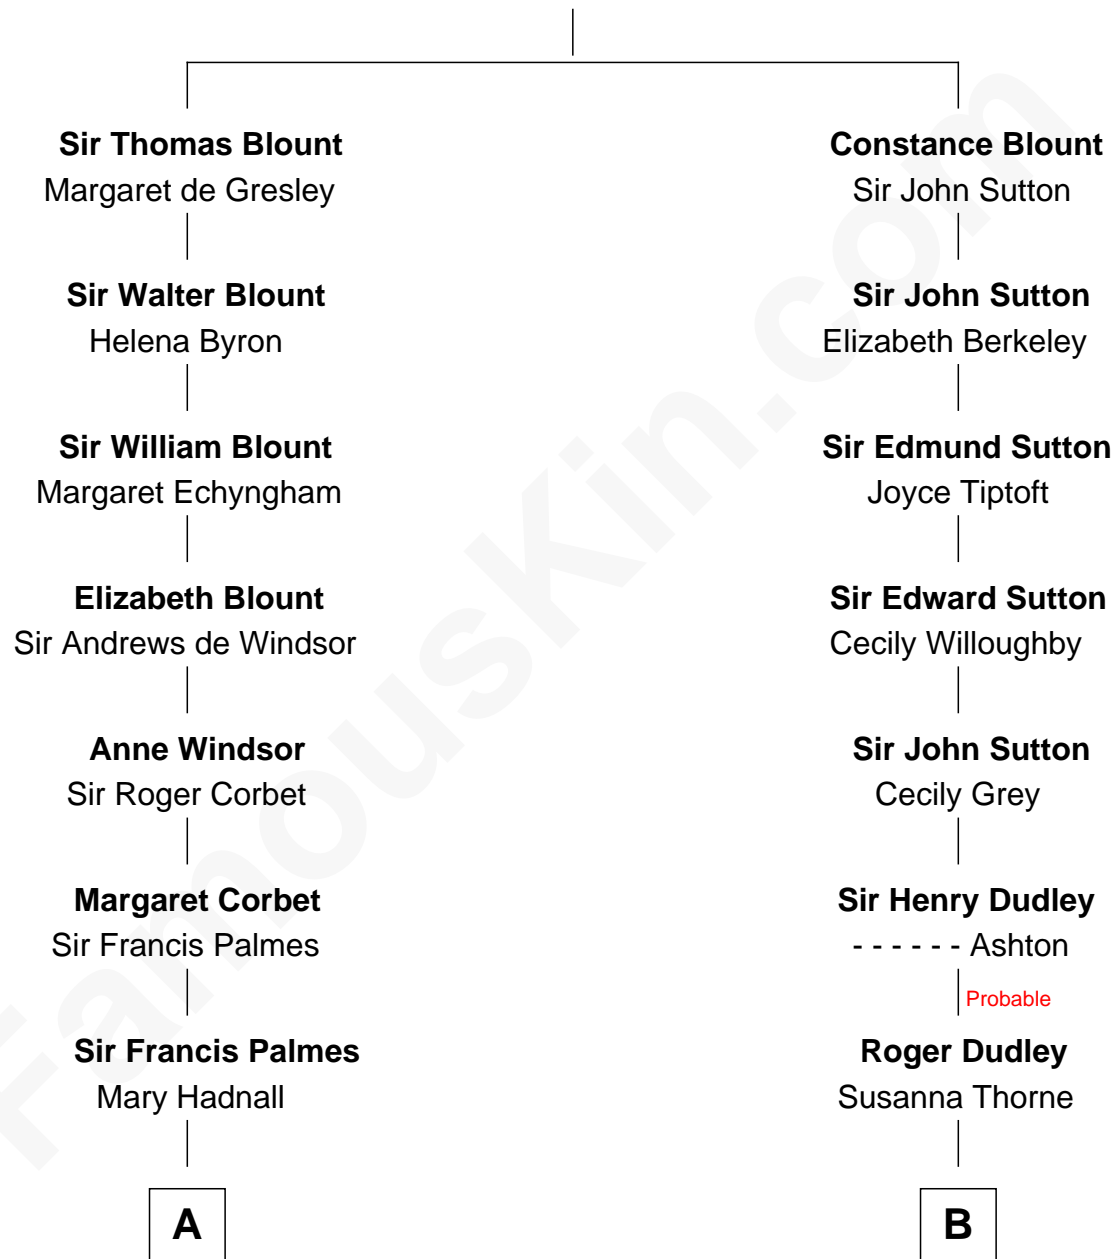 Sir Thomas Blount
Margaret de Gresley
Sir Walter Blount
Helena Byron
Sir William Blount
Margaret Echyngham
Elizabeth Blount
Sir Andrews de Windsor
Anne Windsor
Sir Roger Corbet
Margaret Corbet
Sir Francis Palmes
Sir Francis Palmes
Mary Hadnall
A
Constance Blount
Sir John Sutton
Sir John Sutton
Elizabeth Berkeley
Sir Edmund Sutton
Joyce Tiptoft
Sir Edward Sutton
Cecily Willoughby
Sir John Sutton
Cecily Grey
Sir Henry Dudley
- - - - - - Ashton
Probable
Roger Dudley
Susanna Thorne
B
FamousKin.com